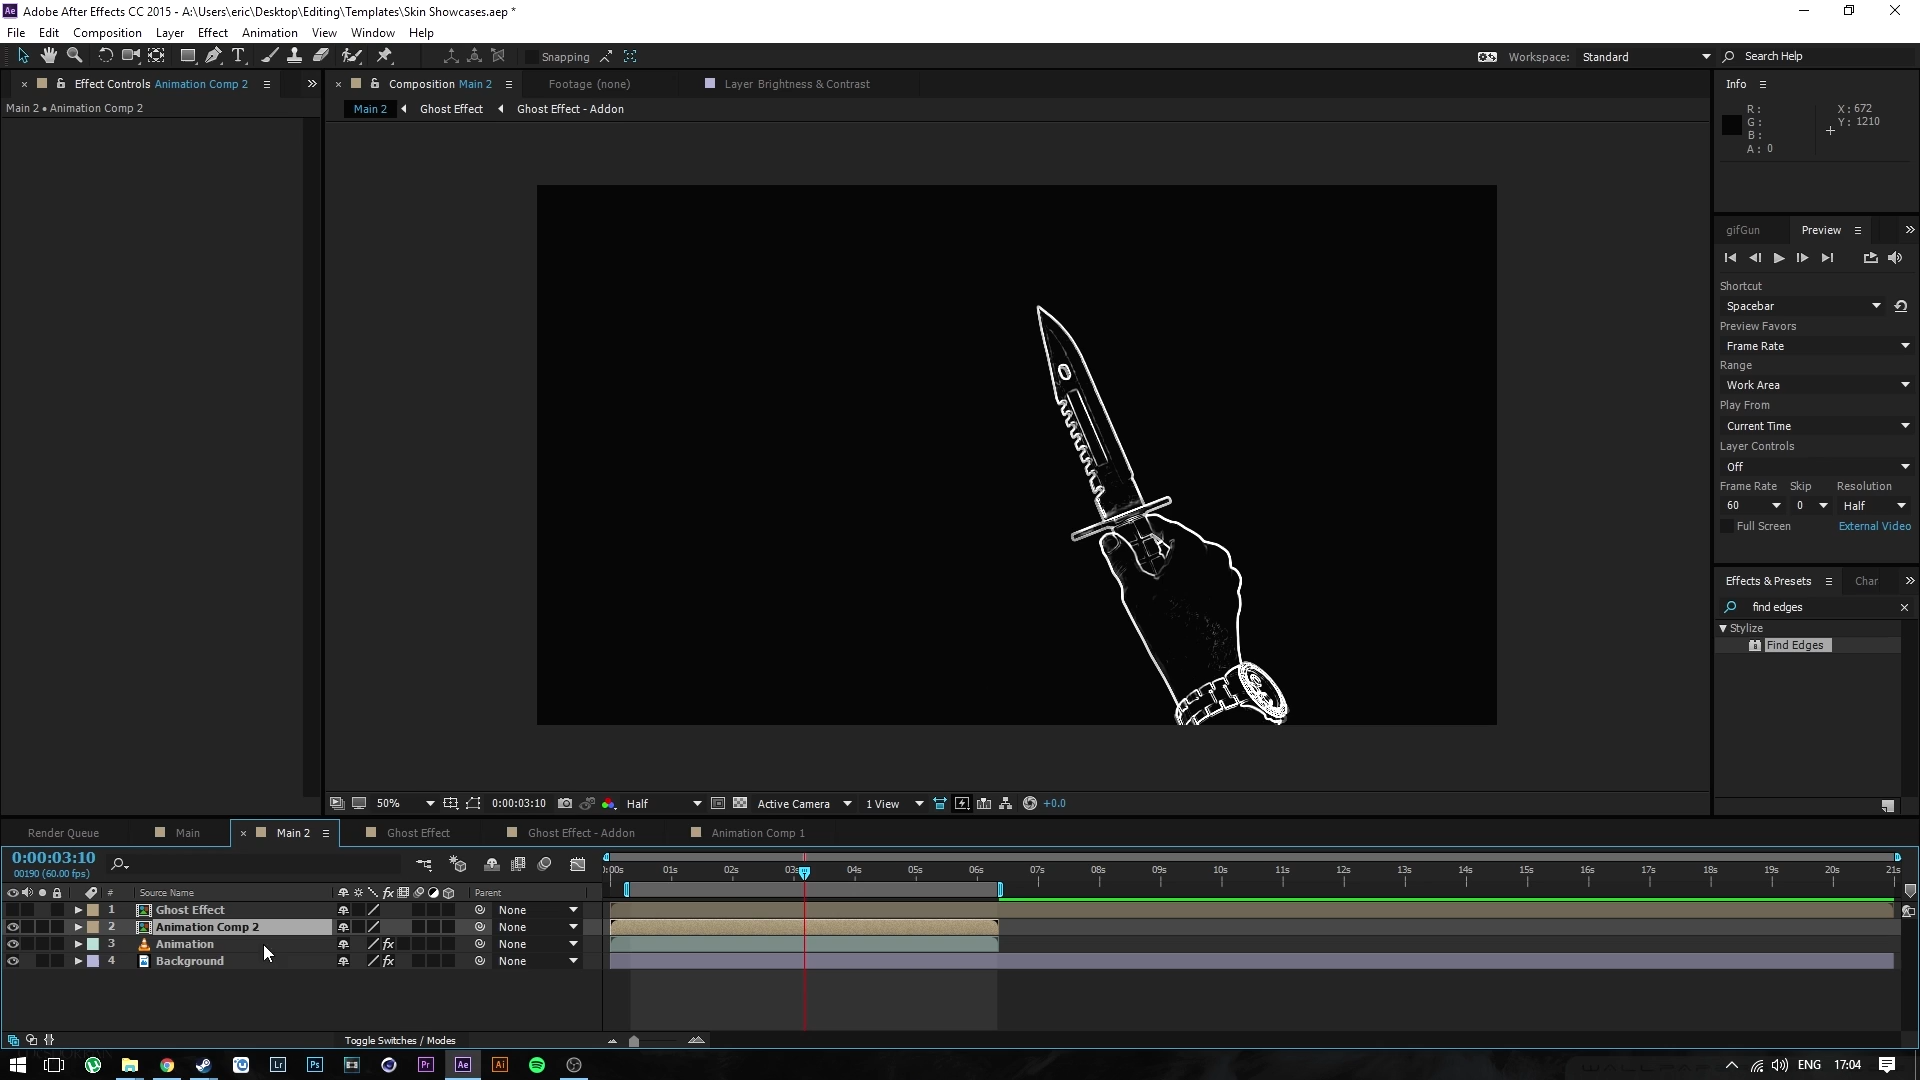 Adobe After Effects CC 2015 - A:\Users\eric\Desktop\Editing\Templates\Skin Showcases.aep *
File Edit Composition Layer Effect Animation View Window Help
Snapping
Workspace: Standard
Search Help
Effect Controls Animation Comp 2
Main 2 • Animation Comp 2
Composition Main 2
Footage (none)
Layer Brightness & Contrast
Main 2 Ghost Effect Ghost Effect - Addon
Info
R :
G :
B :
A : 0
X : 672
Y : 1210
gifGun Preview
Shortcut
Spacebar
Preview Favors
Frame Rate
Range
Work Area
Play From
Current Time
Layer Controls
Off
Frame Rate Skip Resolution
60 0 Half
Full Screen External Video
Effects & Presets Char
find edges
Stylize
Find Edges
50% 0:00:03:10 Half Active Camera 1 View +0.0
Render Queue Main Main 2 Ghost Effect Ghost Effect - Addon Animation Comp 1
0:00:03:10
00190 (60.00 fps)
# Source Name fx Parent
:00s 01s 02s 03s 04s 05s 06s 07s 08s 09s 10s 11s 12s 13s 14s 15s 16s 17s 18s 19s 20s 21s
1 Ghost Effect None
2 Animation Comp 2 None
3 Animation fx None
4 Background fx None
Toggle Switches / Modes
Lr Ps Pr Ae Ai
ENG 17:04